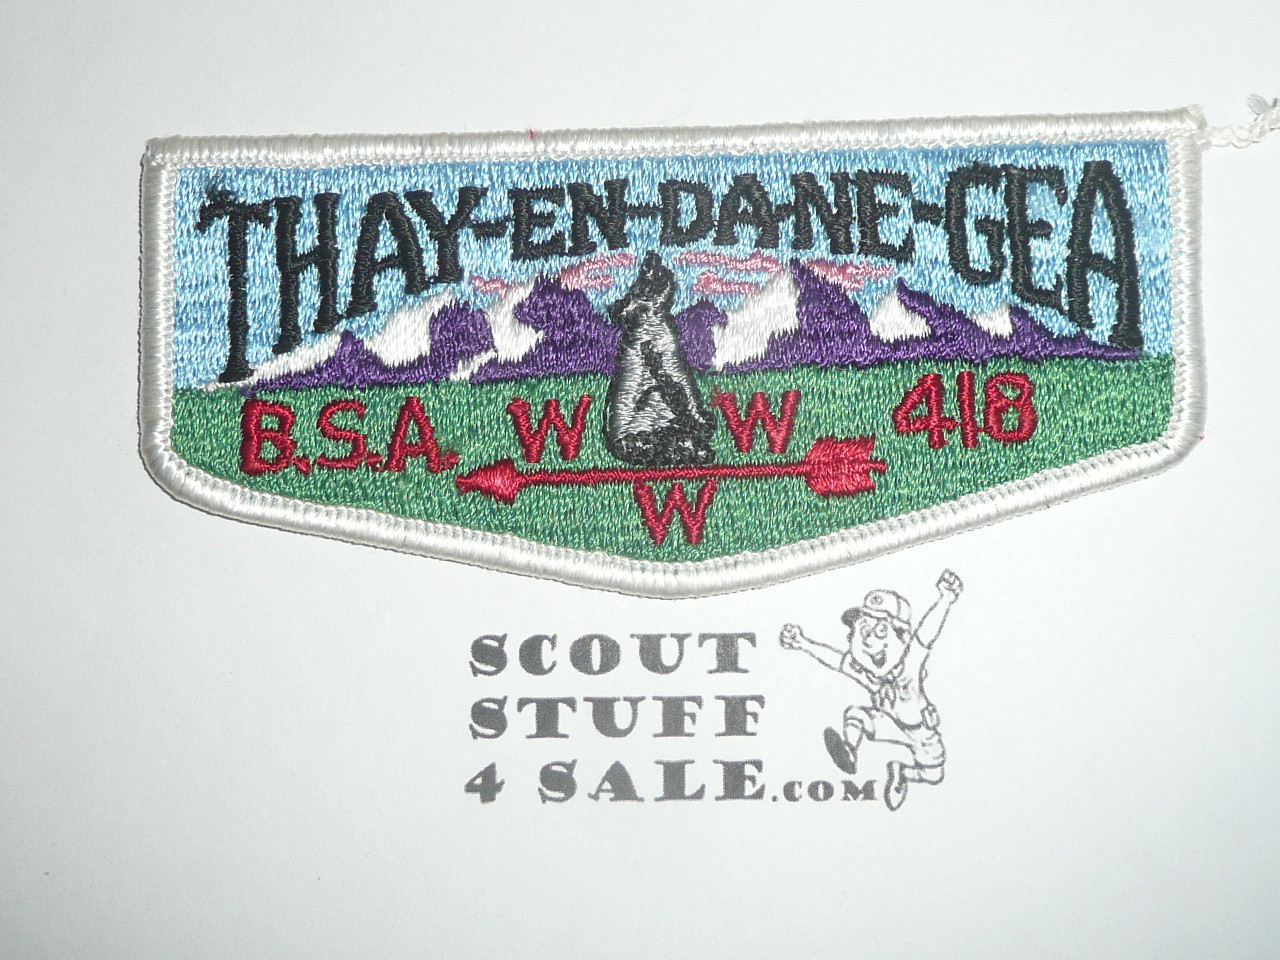 THAY-EN-DA-NE-GEA
B.S.A. W W 418
W
SCOUT
STUFF
4 SALE.COM